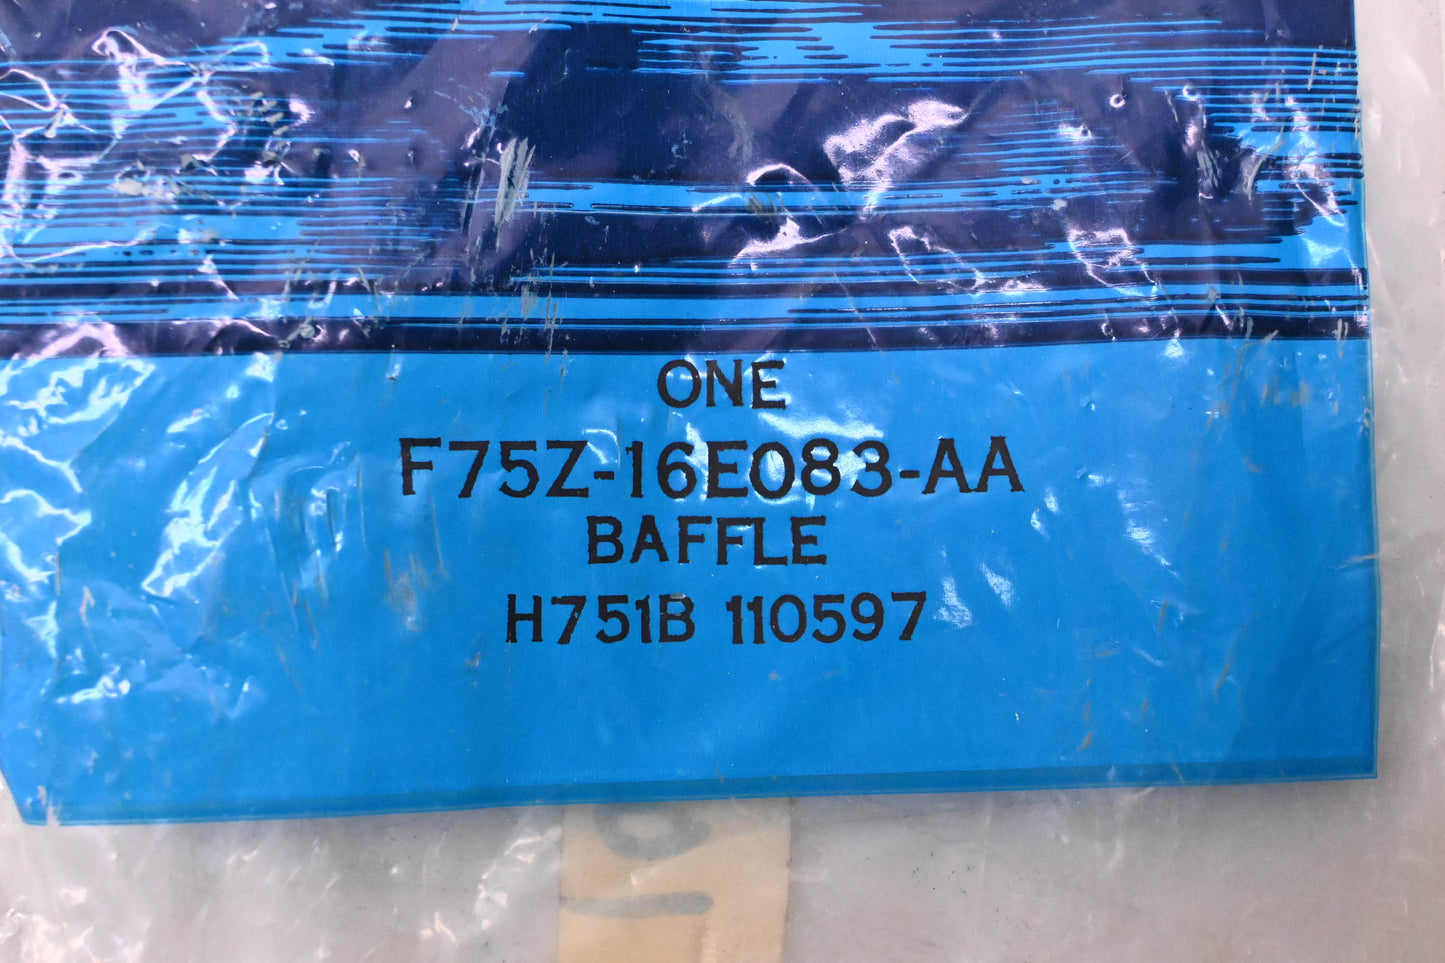 ONE
F75Z-16E083-AA
BAFFLE
H751B 110597